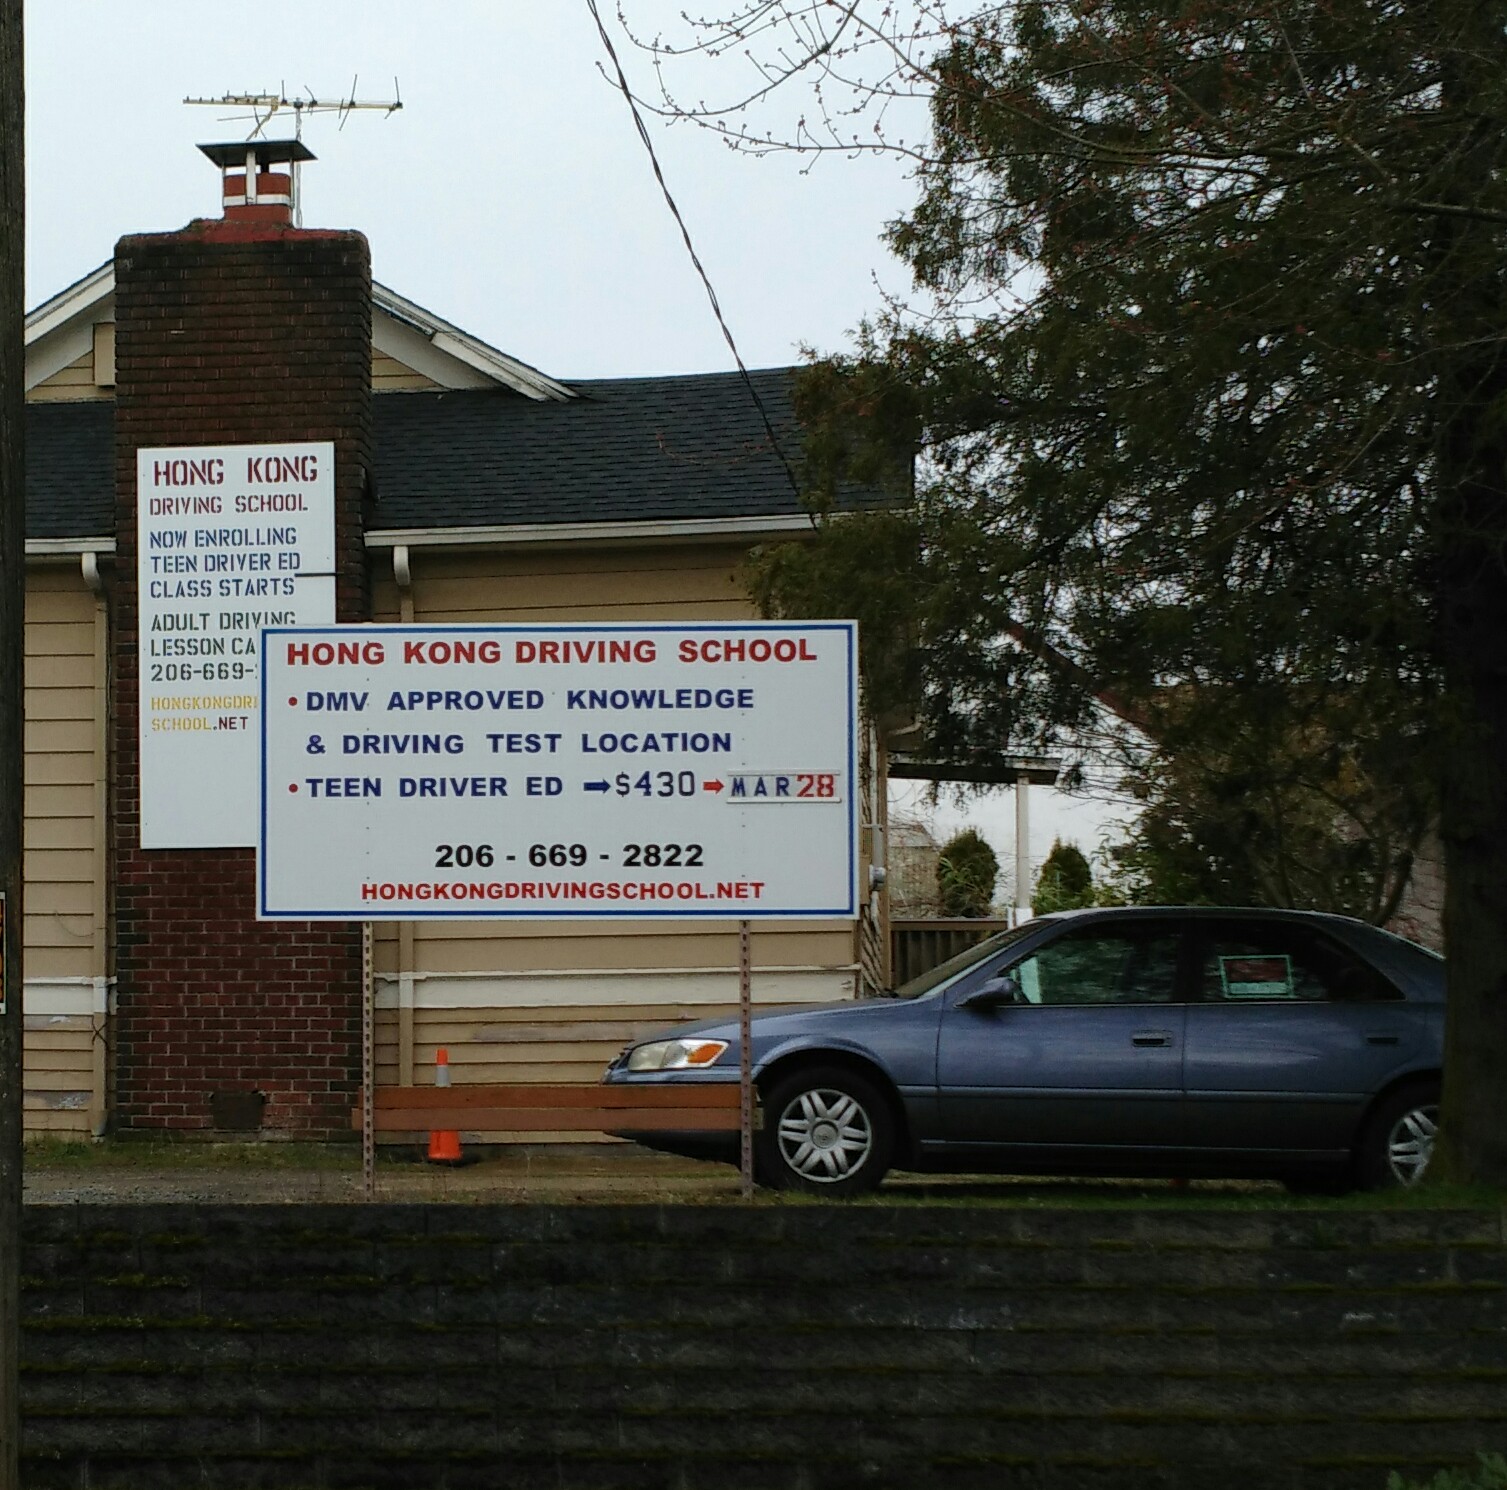 HONG KONG
DRIVING SCHOOL
NOW ENROLLING
TEEN DRIVER ED
CLASS STARTS
ADULT DRIVING
LESSON CA
206-669-
HONGKONGDRI
SCHOOL.NET
HONG KONG DRIVING SCHOOL
• DMV APPROVED KNOWLEDGE
& DRIVING TEST LOCATION
• TEEN DRIVER ED ➡$430➡ MAR28
206 - 669 - 2822
HONGKONGDRIVINGSCHOOL.NET